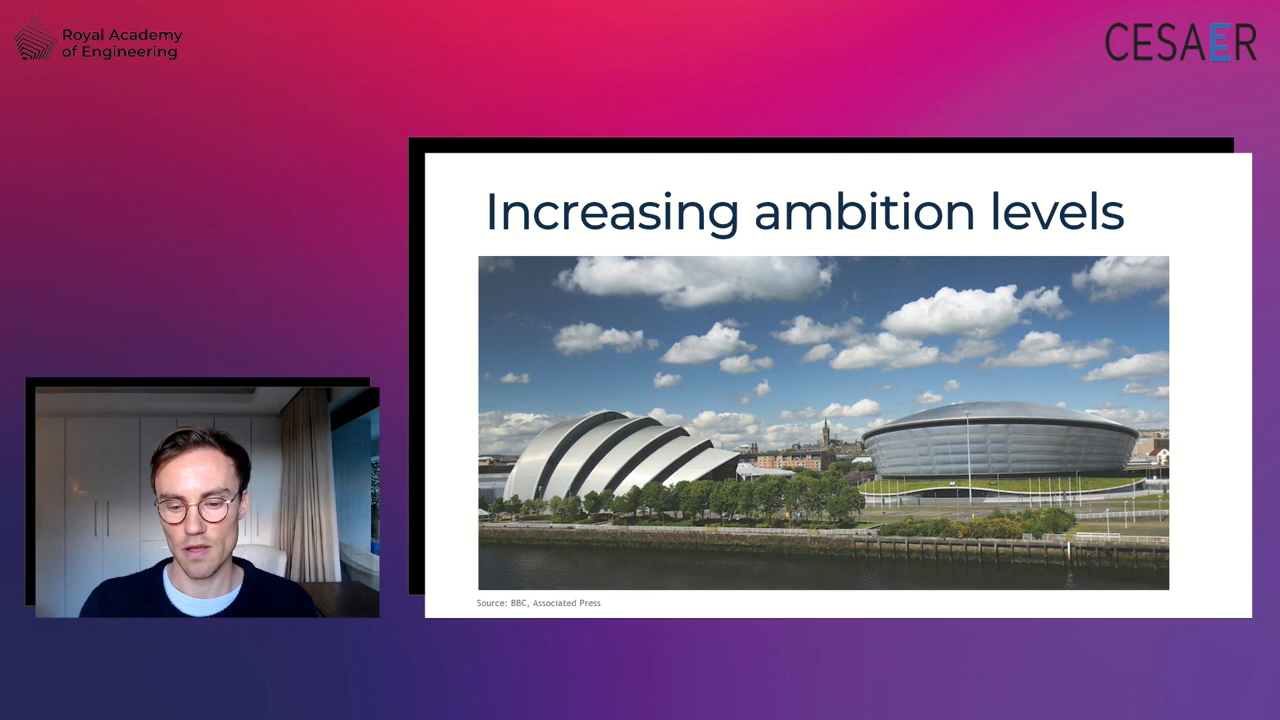 Royal Academy
of Engineering
CESAER
Increasing ambition levels
Source: BBC, Associated Press